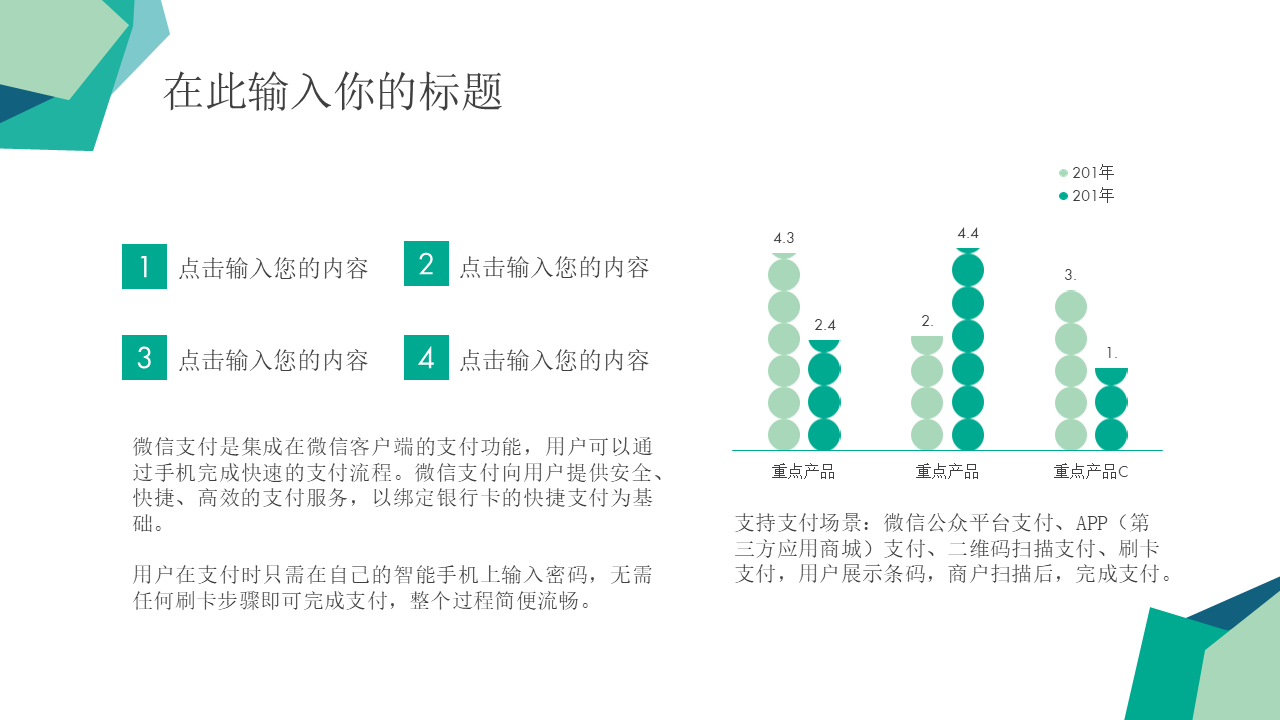 在此输入你的标题
1 点击输入您的内容
2 点击输入您的内容
3 点击输入您的内容
4 点击输入您的内容
微信支付是集成在微信客户端的支付功能，用户可以通
过手机完成快速的支付流程。微信支付向用户提供安全、
快捷、高效的支付服务，以绑定银行卡的快捷支付为基
础。
用户在支付时只需在自己的智能手机上输入密码，无需
任何刷卡步骤即可完成支付，整个过程简便流畅。
201年
201年
4.3
2.4
2.
4.4
3.
1.
重点产品
重点产品
重点产品C
支持支付场景：微信公众平台支付、APP（第
三方应用商城）支付、二维码扫描支付、刷卡
支付，用户展示条码，商户扫描后，完成支付。